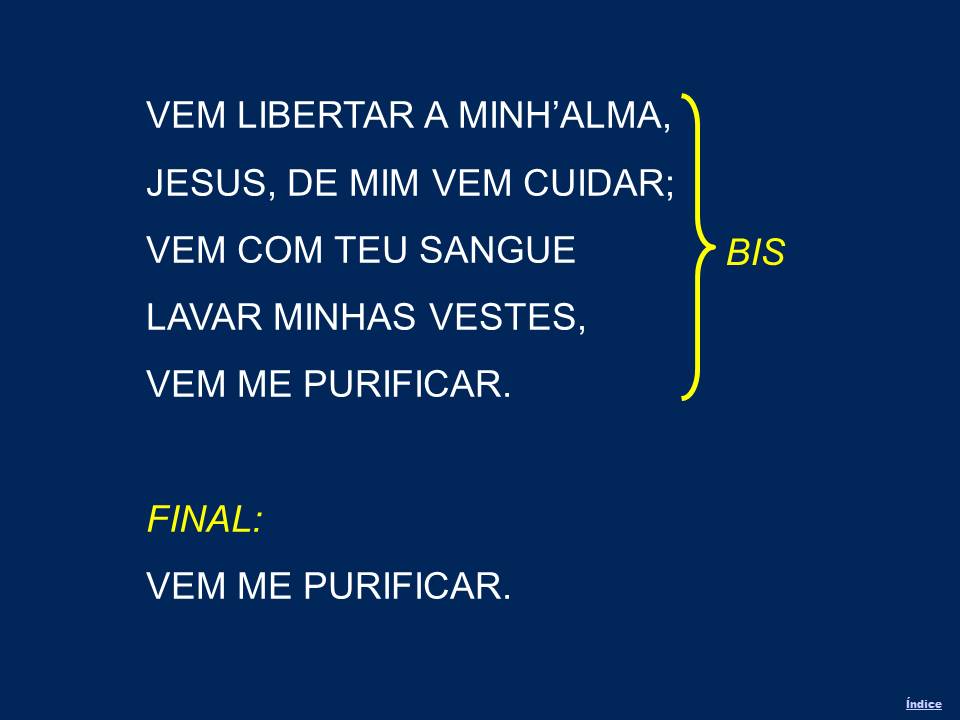 VEM LIBERTAR A MINH’ALMA,
JESUS, DE MIM VEM CUIDAR;
VEM COM TEU SANGUE
LAVAR MINHAS VESTES,
VEM ME PURIFICAR.
BIS
FINAL:
VEM ME PURIFICAR.
Índice